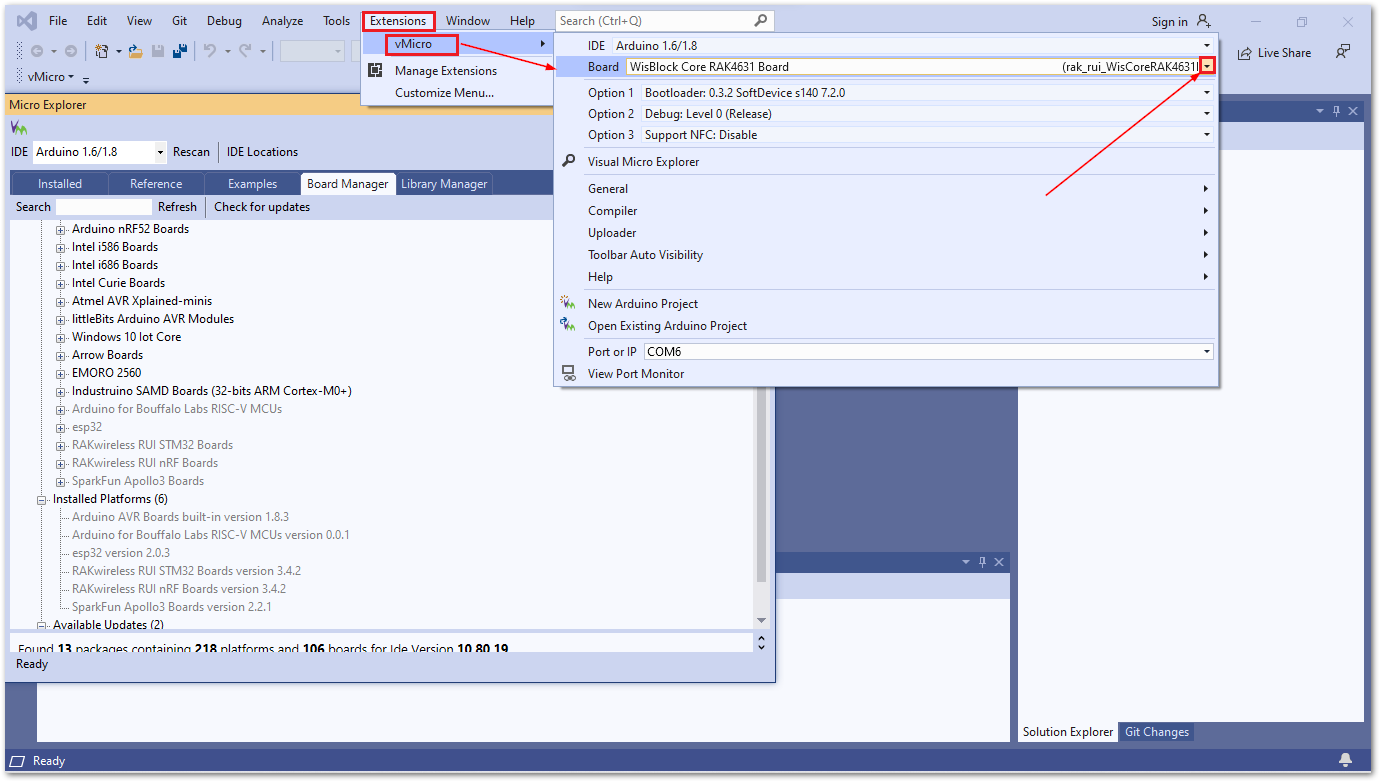 File Edit View Git Debug Analyze Tools Extensions Window Help Search (Ctrl+Q) Sign in
vMicro
IDE Arduino 1.6/1.8
Live Share
Board WisBlock Core RAK4631 Board (rak_rui_WisCoreRAK4631
Manage Extensions
vMicro
Customize Menu...
Option 1 Bootloader: 0.3.2 SoftDevice s140 7.2.0
Option 2 Debug: Level 0 (Release)
Option 3 Support NFC: Disable
Visual Micro Explorer
General
Compiler
Uploader
Toolbar Auto Visibility
Help
New Arduino Project
Open Existing Arduino Project
Port or IP COM6
View Port Monitor
Micro Explorer
IDE Arduino 1.6/1.8 Rescan IDE Locations
Installed Reference Examples Board Manager Library Manager
Search Refresh Check for updates
Arduino nRF52 Boards
Intel i586 Boards
Intel i686 Boards
Intel Curie Boards
Atmel AVR Xplained-minis
littleBits Arduino AVR Modules
Windows 10 Iot Core
Arrow Boards
EMORO 2560
Industruino SAMD Boards (32-bits ARM Cortex-M0+)
Arduino for Bouffalo Labs RISC-V MCUs
esp32
RAKwireless RUI STM32 Boards
RAKwireless RUI nRF Boards
SparkFun Apollo3 Boards
Installed Platforms (6)
Arduino AVR Boards built-in version 1.8.3
Arduino for Bouffalo Labs RISC-V MCUs version 0.0.1
esp32 version 2.0.3
RAKwireless RUI STM32 Boards version 3.4.2
RAKwireless RUI nRF Boards version 3.4.2
SparkFun Apollo3 Boards version 2.2.1
Available Updates (2)
Found 13 packages containing 218 platforms and 106 boards for Ide Version 10.80.19
Ready
Solution Explorer Git Changes
Ready